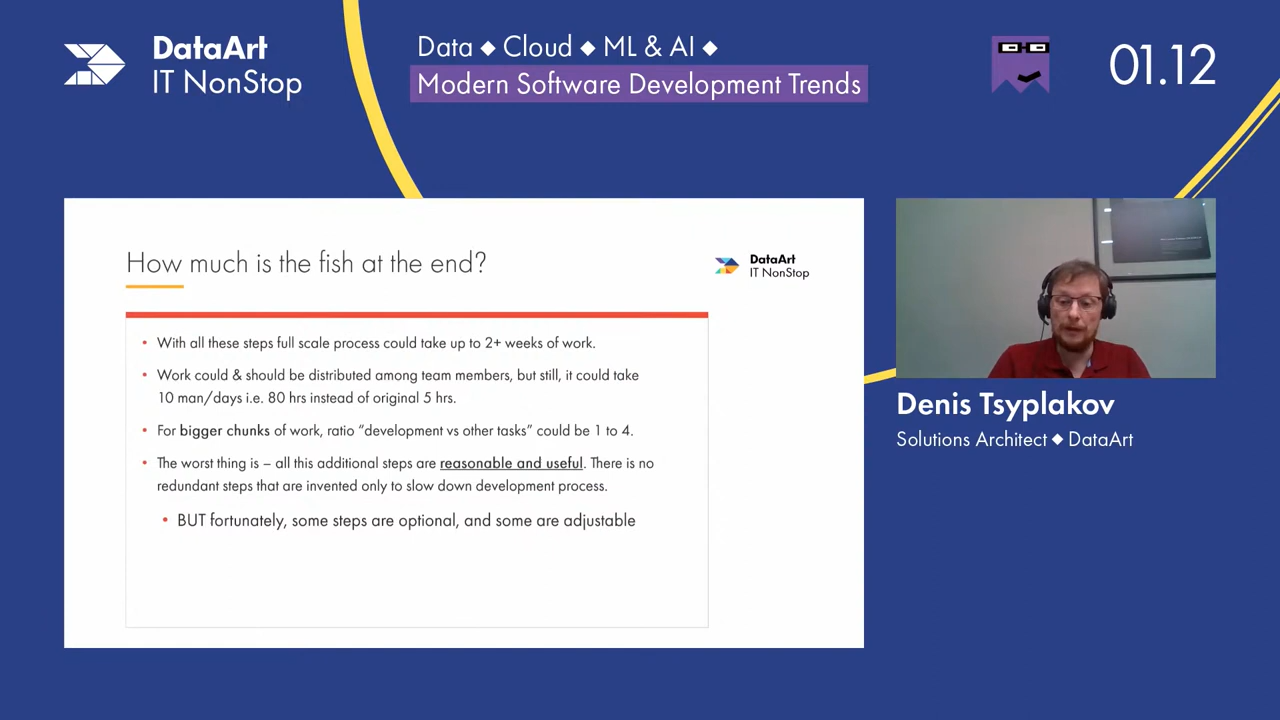 DataArt
IT NonStop
Data ◆ Cloud ◆ ML & AI ◆
Modern Software Development Trends
01.12
How much is the fish at the end?
DataArt
IT NonStop
• With all these steps full scale process could take up to 2+ weeks of work.
• Work could & should be distributed among team members, but still, it could take
10 man/days i.e. 80 hrs instead of original 5 hrs.
• For bigger chunks of work, ratio “development vs other tasks” could be 1 to 4.
• The worst thing is – all this additional steps are reasonable and useful. There is no
redundant steps that are invented only to slow down development process.
• BUT fortunately, some steps are optional, and some are adjustable
Denis Tsyplakov
Solutions Architect ◆ DataArt